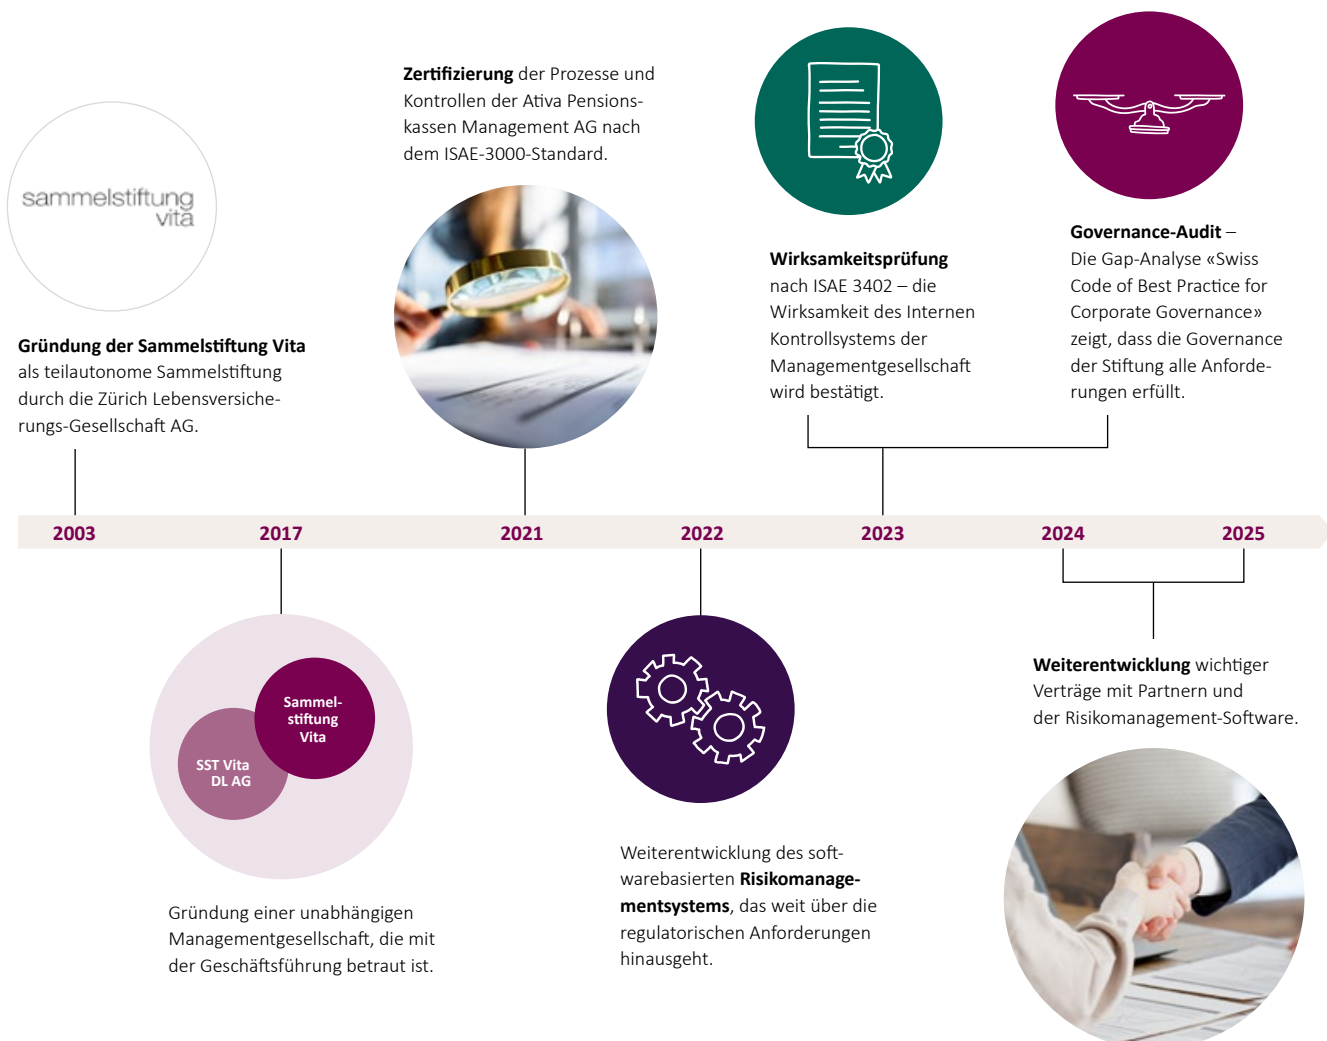 sammelstiftung
vita
Gründung der Sammelstiftung Vita
als teilautonome Sammelstiftung
durch die Zürich Lebensversiche-
rungs-Gesellschaft AG.
Zertifizierung der Prozesse und
Kontrollen der Ativa Pensions-
kassen Management AG nach
dem ISAE-3000-Standard.
Wirksamkeitsprüfung
nach ISAE 3402 – die
Wirksamkeit des Internen
Kontrollsystems der
Managementgesellschaft
wird bestätigt.
Governance-Audit –
Die Gap-Analyse «Swiss
Code of Best Practice for
Corporate Governance»
zeigt, dass die Governance
der Stiftung alle Anforde-
rungen erfüllt.
2003 2017 2021 2022 2023 2024 2025
Sammel-
stiftung
Vita
SST Vita
DL AG
Gründung einer unabhängigen
Managementgesellschaft, die mit
der Geschäftsführung betraut ist.
Weiterentwicklung des soft-
warebasierten Risikomanage-
mentsystems, das weit über die
regulatorischen Anforderungen
hinausgeht.
Weiterentwicklung wichtiger
Verträge mit Partnern und
der Risikomanagement-Software.